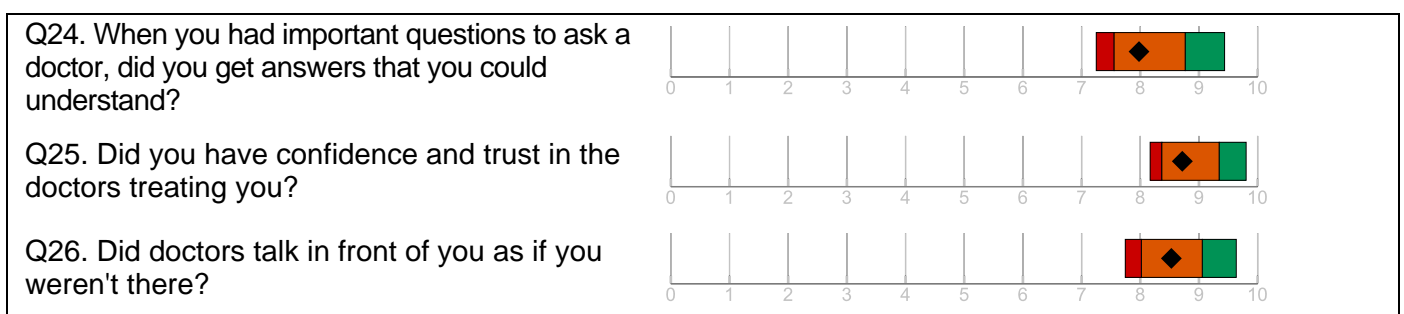 Q24. When you had important questions to ask a
doctor, did you get answers that you could
understand?
0 1 2 3 4 5 6 7 8 9 10
Q25. Did you have confidence and trust in the
doctors treating you?
0 1 2 3 4 5 6 7 8 9 10
Q26. Did doctors talk in front of you as if you
weren't there?
0 1 2 3 4 5 6 7 8 9 10